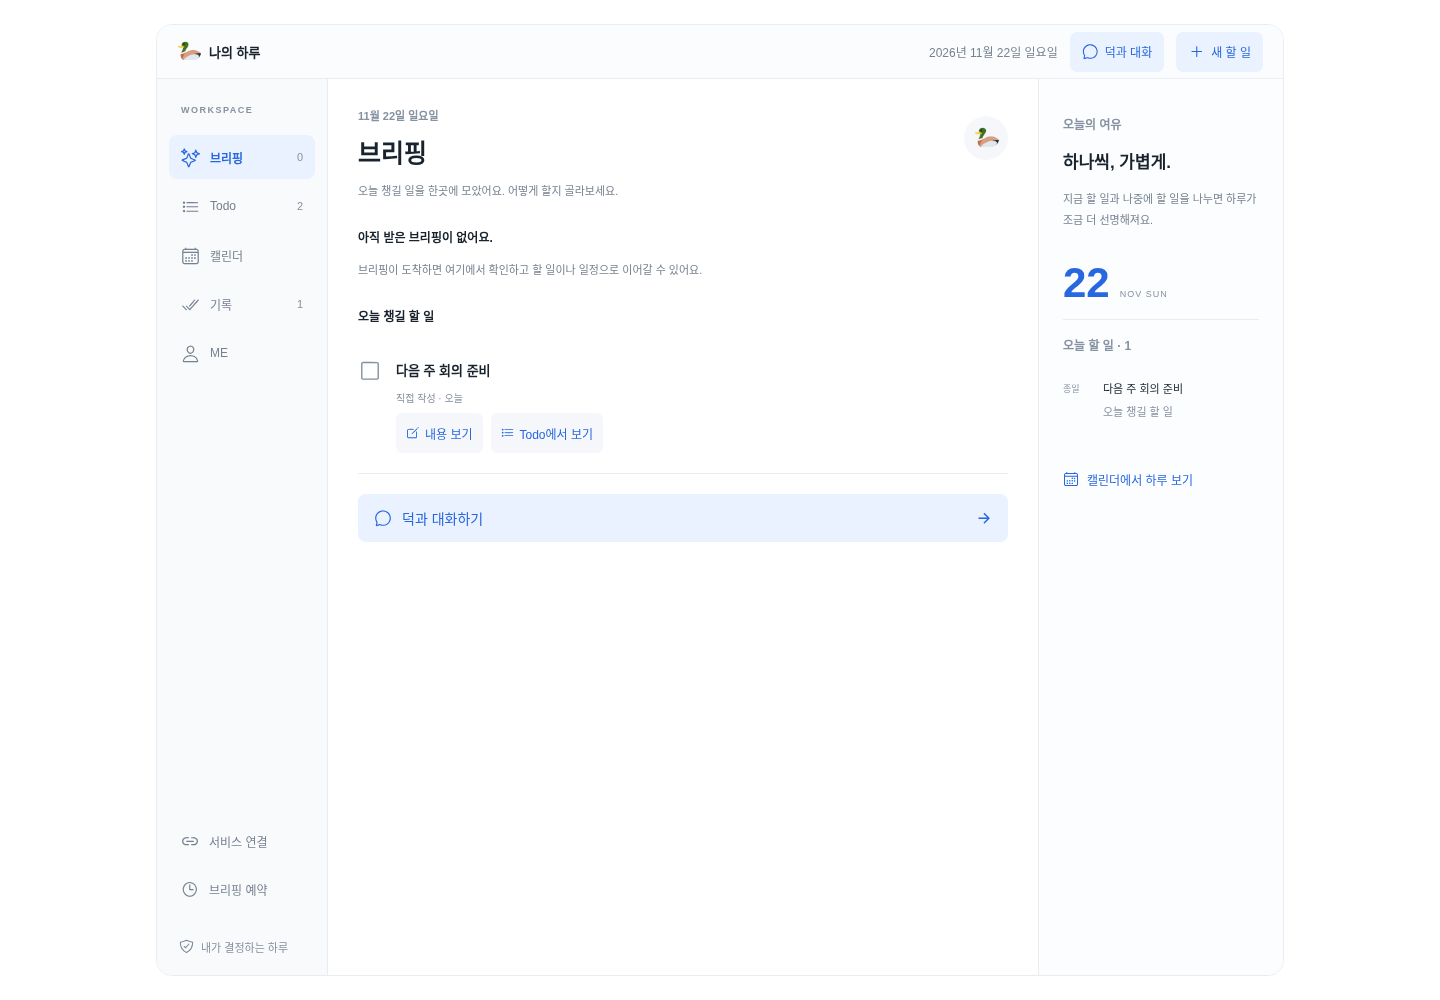 나의 하루
2026년 11월 22일 일요일
덕과 대화
새 할 일
WORKSPACE
브리핑 0
Todo 2
캘린더
기록 1
ME
서비스 연결
브리핑 예약
내가 결정하는 하루
11월 22일 일요일
브리핑
오늘 챙길 일을 한곳에 모았어요. 어떻게 할지 골라보세요.
아직 받은 브리핑이 없어요.
브리핑이 도착하면 여기에서 확인하고 할 일이나 일정으로 이어갈 수 있어요.
오늘 챙길 할 일
다음 주 회의 준비
직접 작성 · 오늘
내용 보기
Todo에서 보기
덕과 대화하기
오늘의 여유
하나씩, 가볍게.
지금 할 일과 나중에 할 일을 나누면 하루가
조금 더 선명해져요.
22 NOV SUN
오늘 할 일 · 1
종일 다음 주 회의 준비
오늘 챙길 할 일
캘린더에서 하루 보기